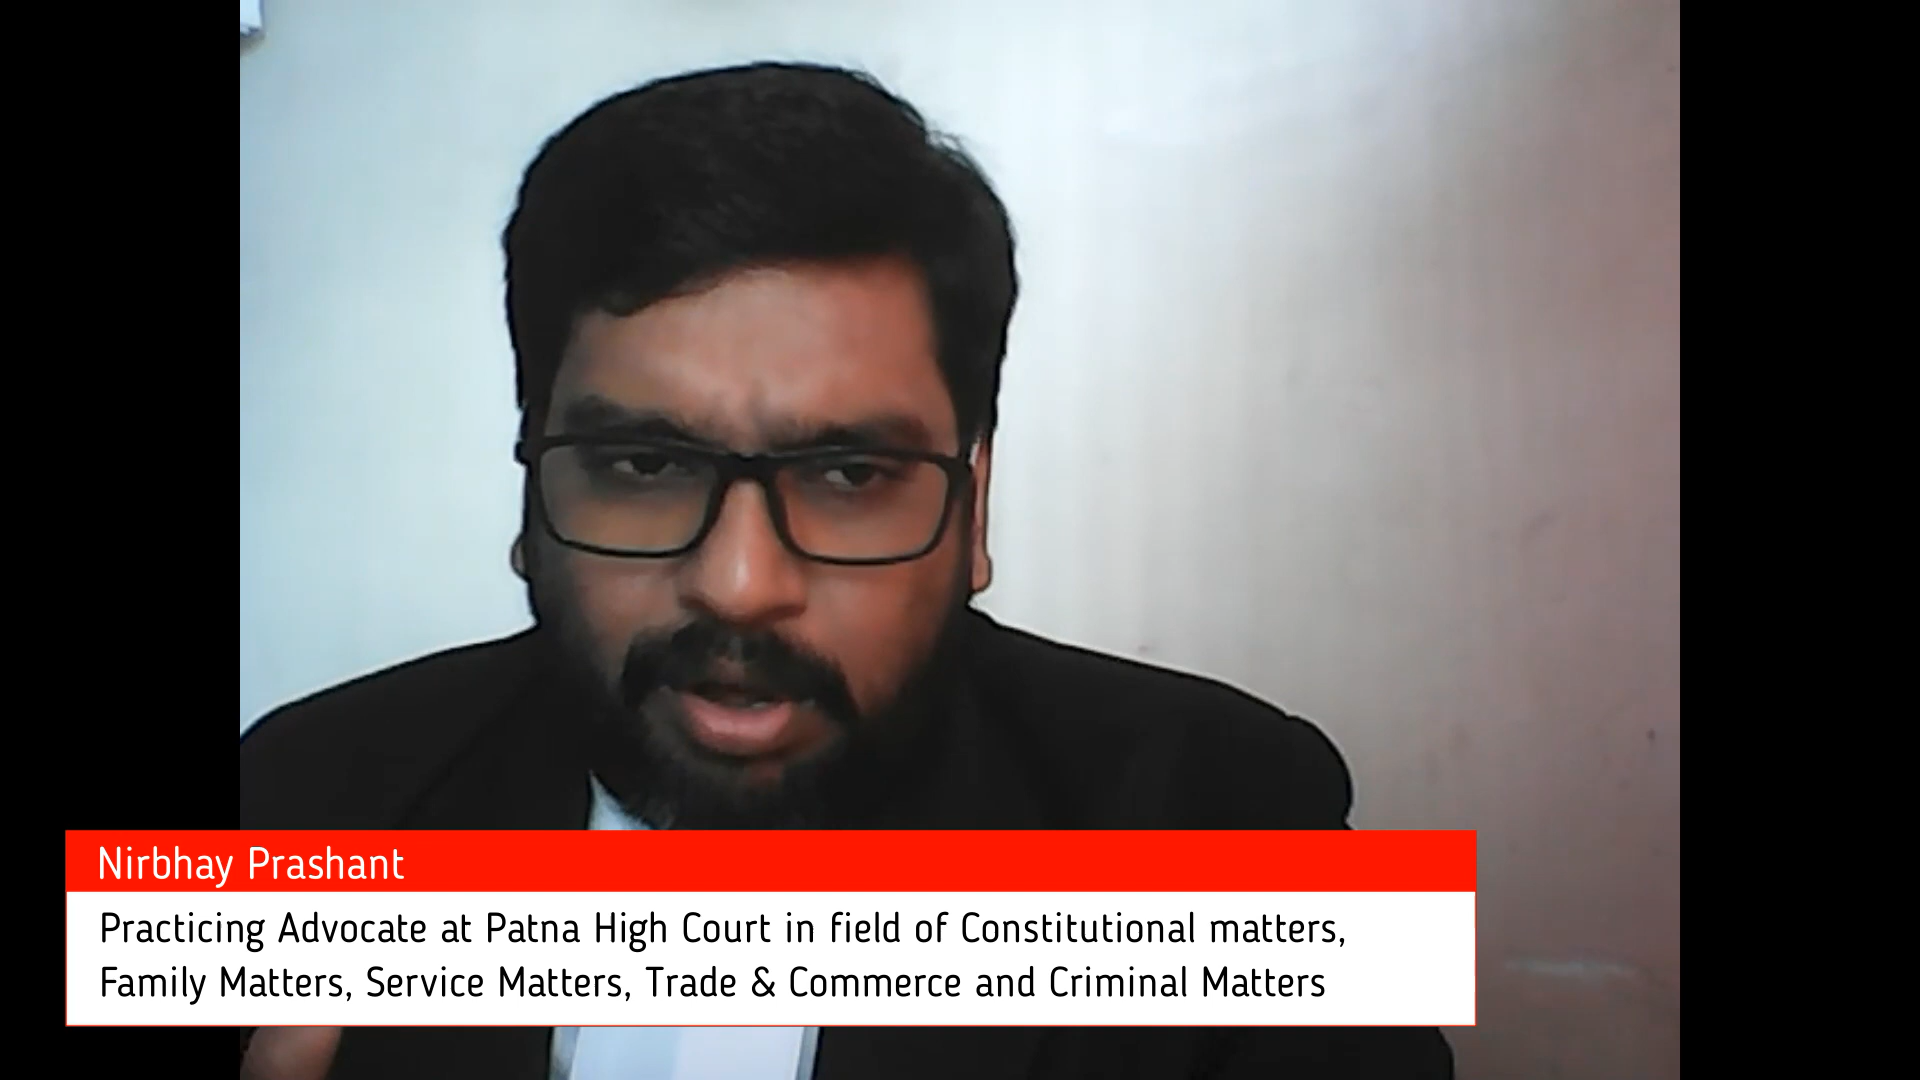 Nirbhay Prashant
Practicing Advocate at Patna High Court in field of Constitutional matters,
Family Matters, Service Matters, Trade & Commerce and Criminal Matters